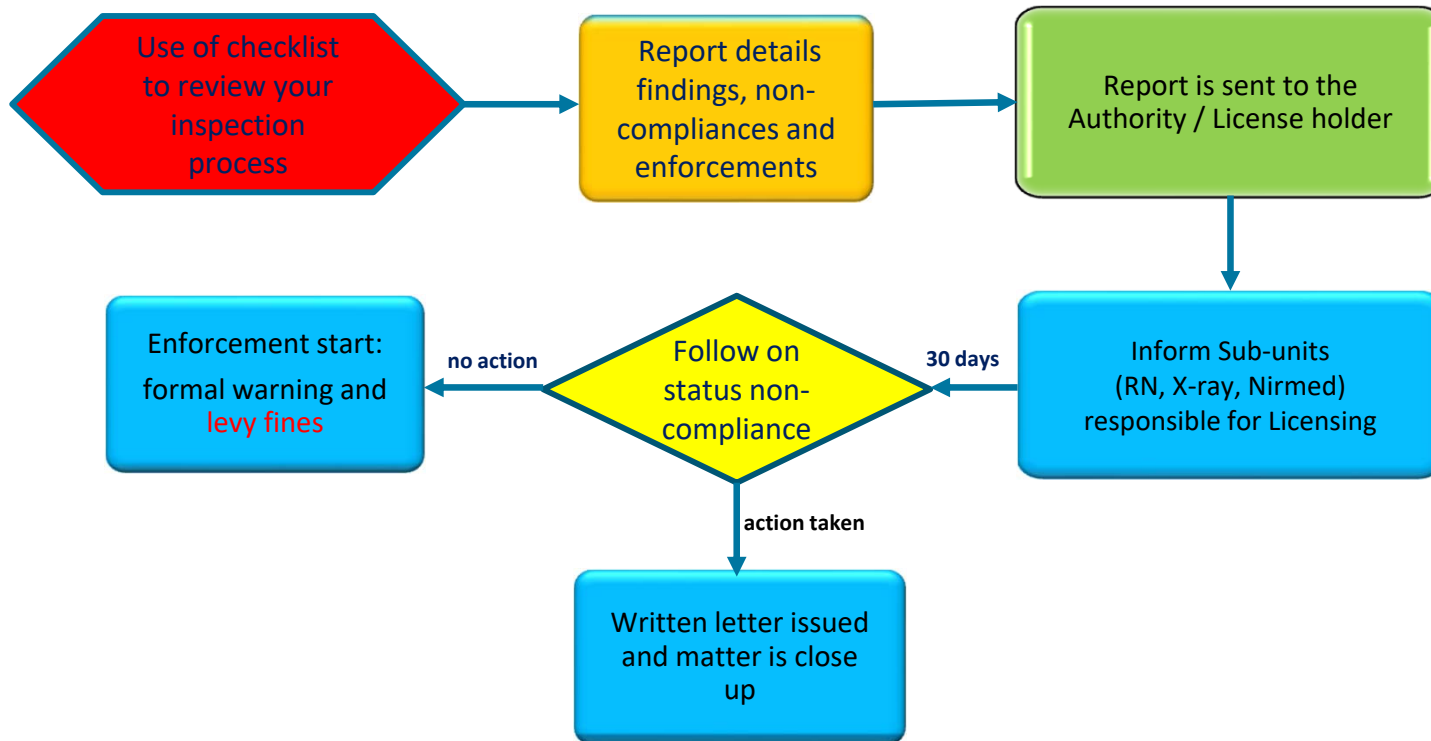 Use of checklist
to review your
inspection
process
Report details
findings, non-
compliances and
enforcements
Report is sent to the
Authority / License holder
Inform Sub-units
(RN, X-ray, Nirmed)
responsible for Licensing
30 days
Follow on
status non-
compliance
no action
Enforcement start:
formal warning and
levy fines
action taken
Written letter issued
and matter is close
up